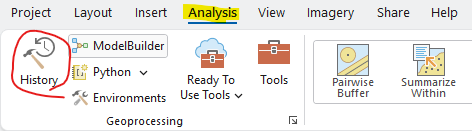 Project Layout Insert Analysis View Imagery Share Help
History
ModelBuilder
Python
Environments
Ready To
Use Tools
Tools
Geoprocessing
Pairwise
Buffer
Summarize
Within